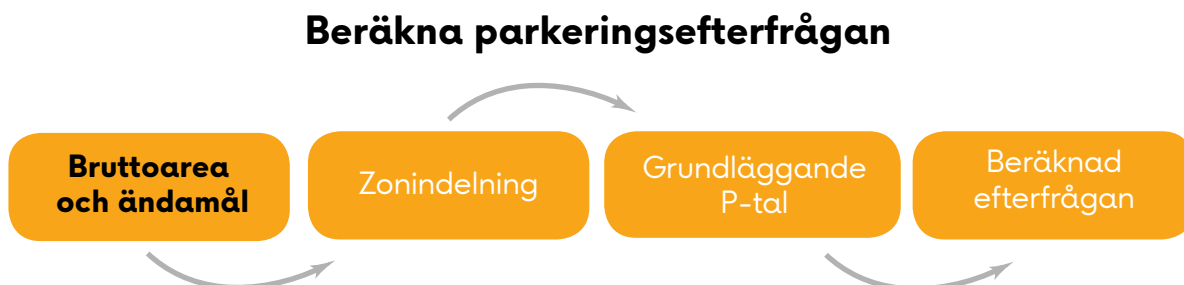 Beräkna parkeringsefterfrågan
Bruttoarea
och ändamål
Zonindelning
Grundläggande
P-tal
Beräknad
efterfrågan